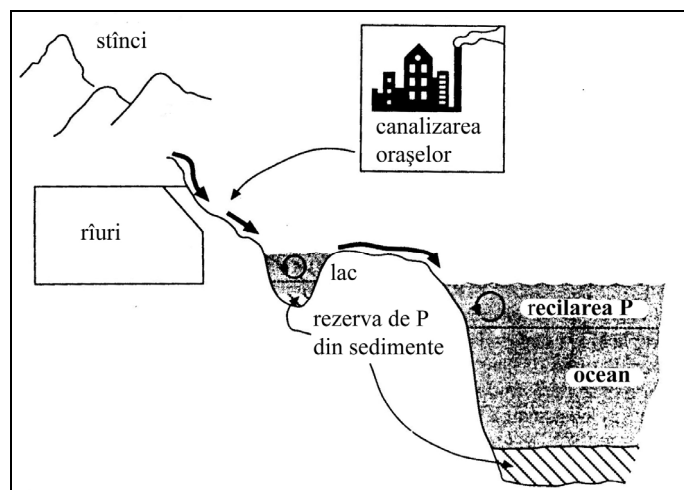 stînci
canalizarea
orașelor
rîuri
lac
recilarea P
rezerva de P
din sedimente
ocean